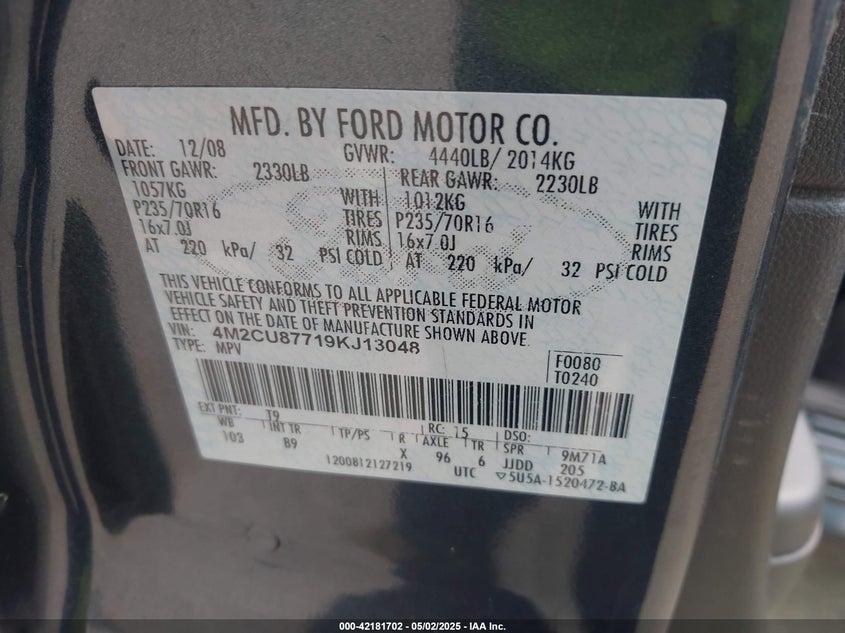 MFD. BY FORD MOTOR CO.
DATE: 12/08 GVWR: 4440LB/ 2014KG
FRONT GAWR: 2330LB REAR GAWR: 2230LB
1057KG WITH 1012KG WITH
P235/70R16 TIRES P235/70R16 TIRES
16x7.0J RIMS 16x7.0J RIMS
AT 220 kPa/ 32 PSI COLD AT 220 kPa/ 32 PSI COLD
THIS VEHICLE CONFORMS TO ALL APPLICABLE FEDERAL MOTOR
VEHICLE SAFETY AND THEFT PREVENTION STANDARDS IN
EFFECT ON THE DATE OF MANUFACTURE SHOWN ABOVE.
VIN: 4M2CU87719KJ13048
TYPE: MPV
F0080
T0240
EXT PNT: T9 RC: 15 DSO:
WB INT TR TP/PS R AXLE TR SPR 9M71A
103 B9 X 96 6 JJDD 205
1200812127219 UTC ▽5U5A-1520472-BA
000-42181702 - 05/02/2025 - IAA Inc.